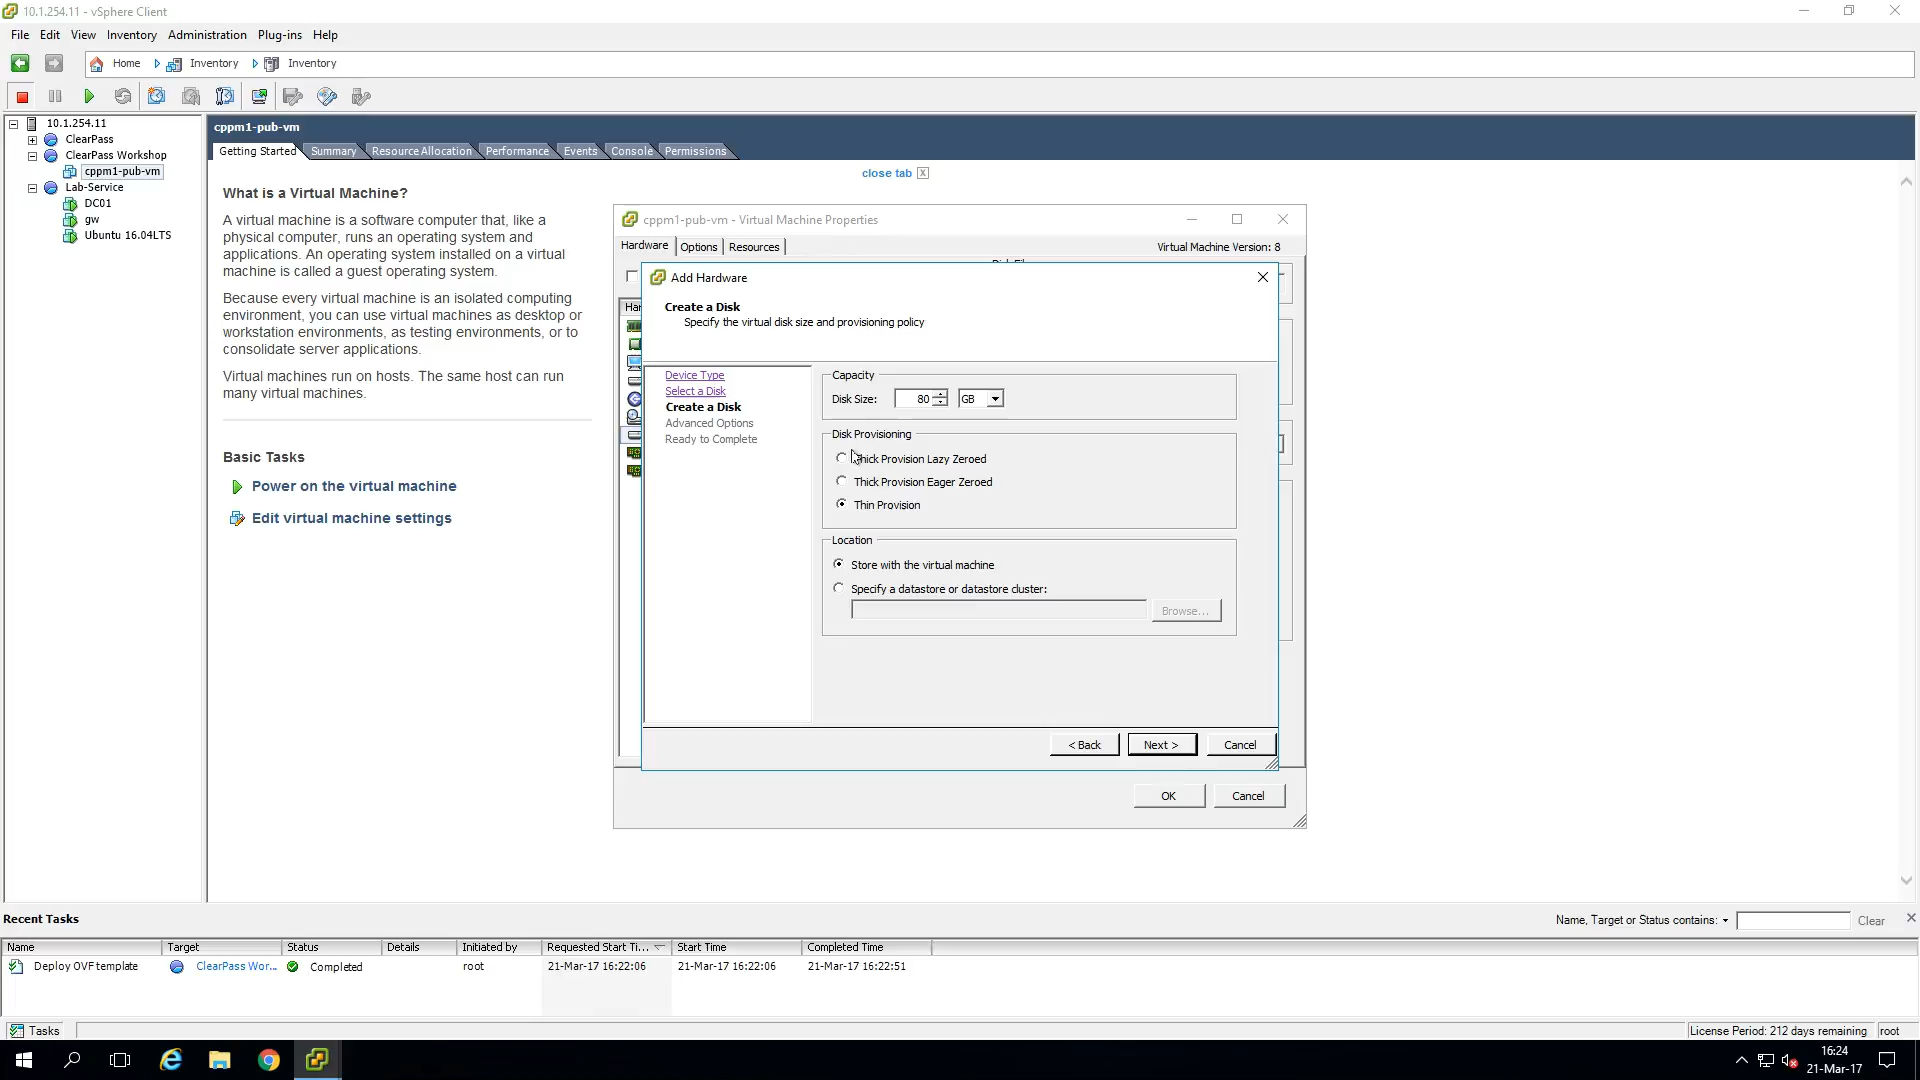 10.1.254.11 - vSphere Client
File Edit View Inventory Administration Plug-ins Help
Home Inventory Inventory
10.1.254.11
ClearPass
ClearPass Workshop
cppm1-pub-vm
Lab-Service
DC01
gw
Ubuntu 16.04LTS
cppm1-pub-vm
Getting Started Summary Resource Allocation Performance Events Console Permissions
close tab X
What is a Virtual Machine?
A virtual machine is a software computer that, like a
physical computer, runs an operating system and
applications. An operating system installed on a virtual
machine is called a guest operating system.
Because every virtual machine is an isolated computing
environment, you can use virtual machines as desktop or
workstation environments, as testing environments, or to
consolidate server applications.
Virtual machines run on hosts. The same host can run
many virtual machines.
Basic Tasks
Power on the virtual machine
Edit virtual machine settings
cppm1-pub-vm - Virtual Machine Properties
Hardware Options Resources Virtual Machine Version: 8
Add Hardware
Create a Disk
Specify the virtual disk size and provisioning policy
Device Type
Select a Disk
Create a Disk
Advanced Options
Ready to Complete
Capacity
Disk Size: 80 GB
Disk Provisioning
Thick Provision Lazy Zeroed
Thick Provision Eager Zeroed
Thin Provision
Location
Store with the virtual machine
Specify a datastore or datastore cluster:
Browse...
< Back Next > Cancel
OK Cancel
Recent Tasks
Name, Target or Status contains: Clear
Name Target Status Details Initiated by Requested Start Ti... Start Time Completed Time
Deploy OVF template ClearPass Wor... Completed root 21-Mar-17 16:22:06 21-Mar-17 16:22:06 21-Mar-17 16:22:51
Tasks License Period: 212 days remaining root
16:24
21-Mar-17